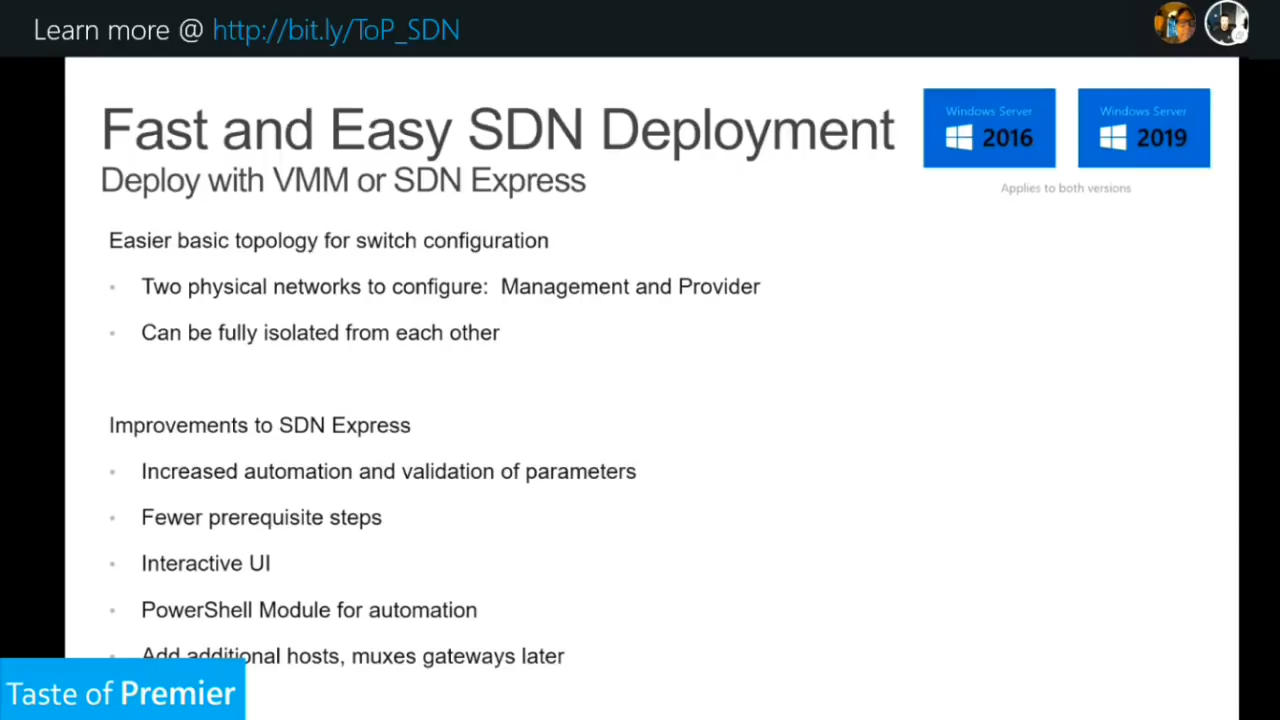 Learn more @ http://bit.ly/ToP_SDN
Fast and Easy SDN Deployment
Deploy with VMM or SDN Express
Windows Server
2016
Windows Server
2019
Applies to both versions
Easier basic topology for switch configuration
• Two physical networks to configure: Management and Provider
• Can be fully isolated from each other
Improvements to SDN Express
• Increased automation and validation of parameters
• Fewer prerequisite steps
• Interactive UI
• PowerShell Module for automation
• Add additional hosts, muxes gateways later
Taste of Premier